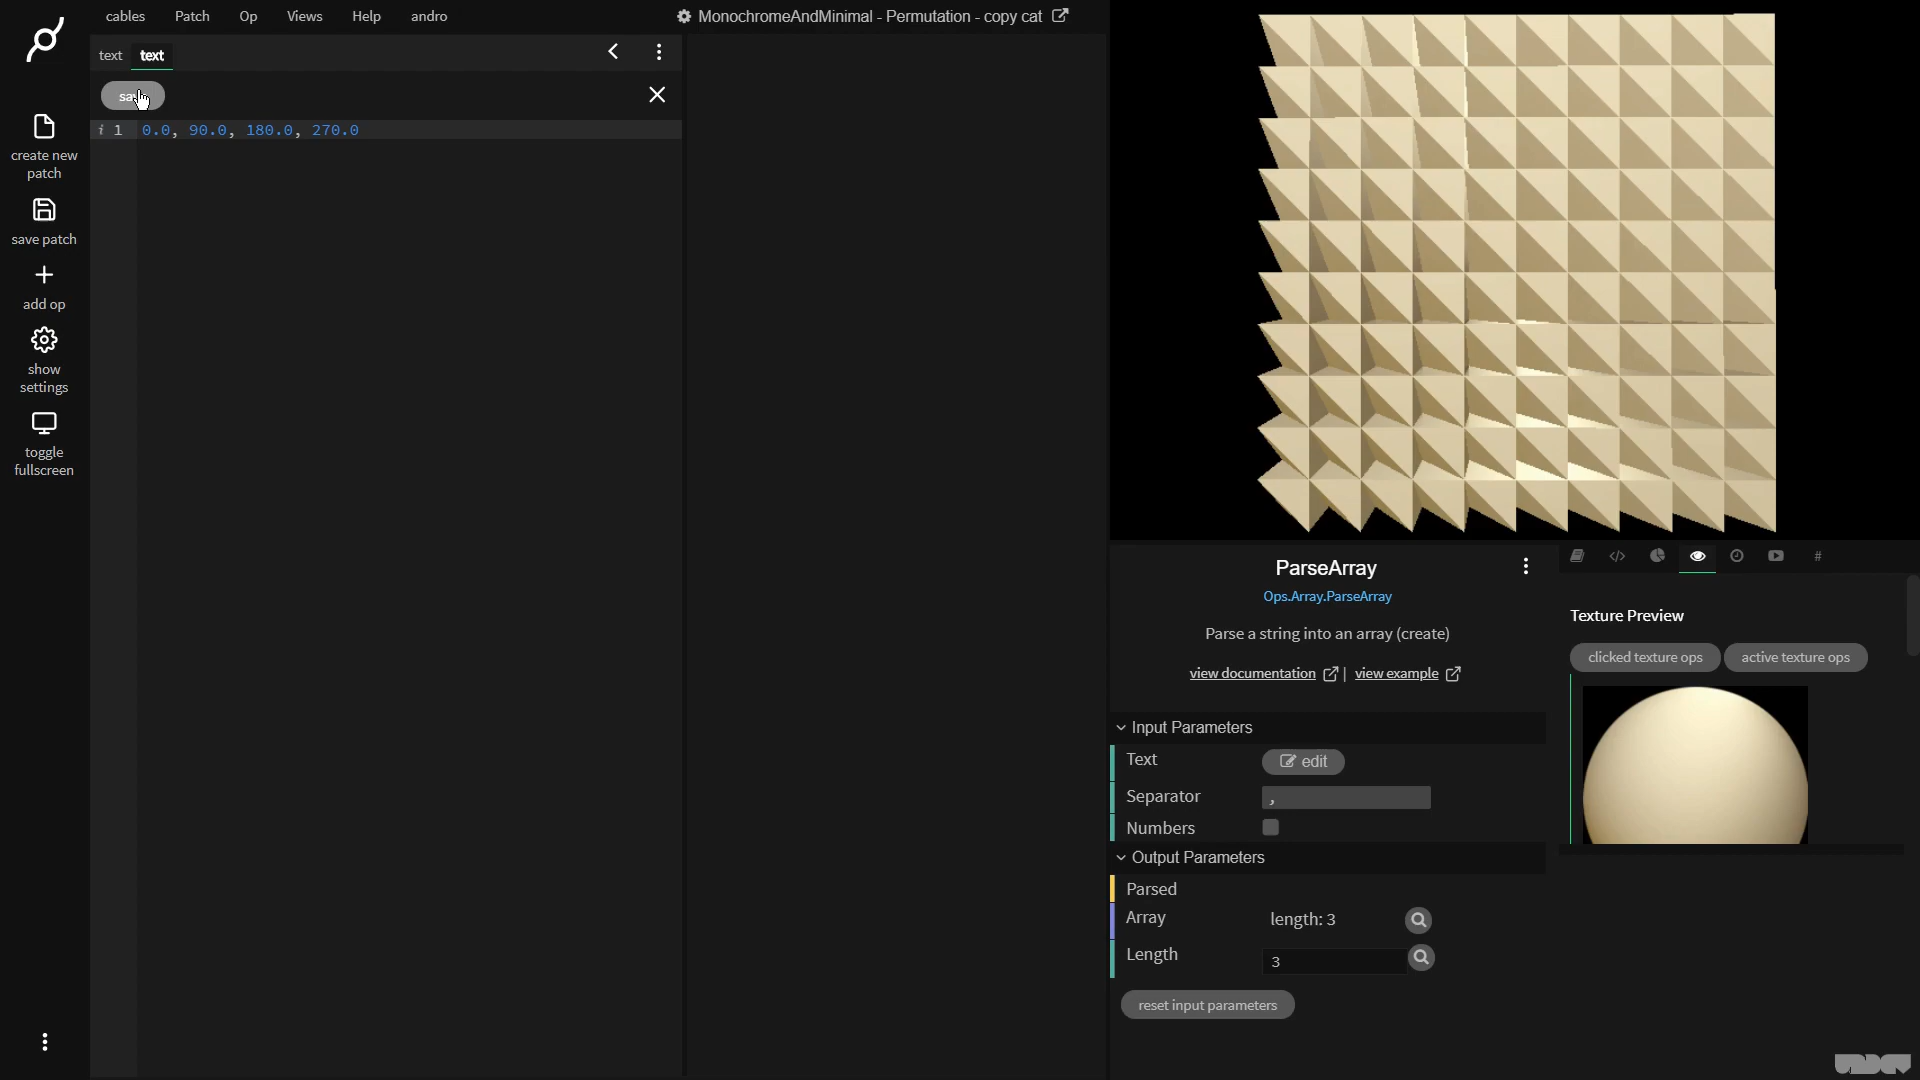 cables Patch Op Views Help andro
MonochromeAndMinimal - Permutation - copy cat
text text
create new
patch
save patch
add op
show
settings
toggle
fullscreen
i 1 0.0, 90.0, 180.0, 270.0
ParseArray
Ops.Array.ParseArray
Parse a string into an array (create)
view documentation | view example
Input Parameters
Text edit
Separator ,
Numbers
Output Parameters
Parsed
Array length: 3
Length 3
reset input parameters
#
Texture Preview
clicked texture ops active texture ops